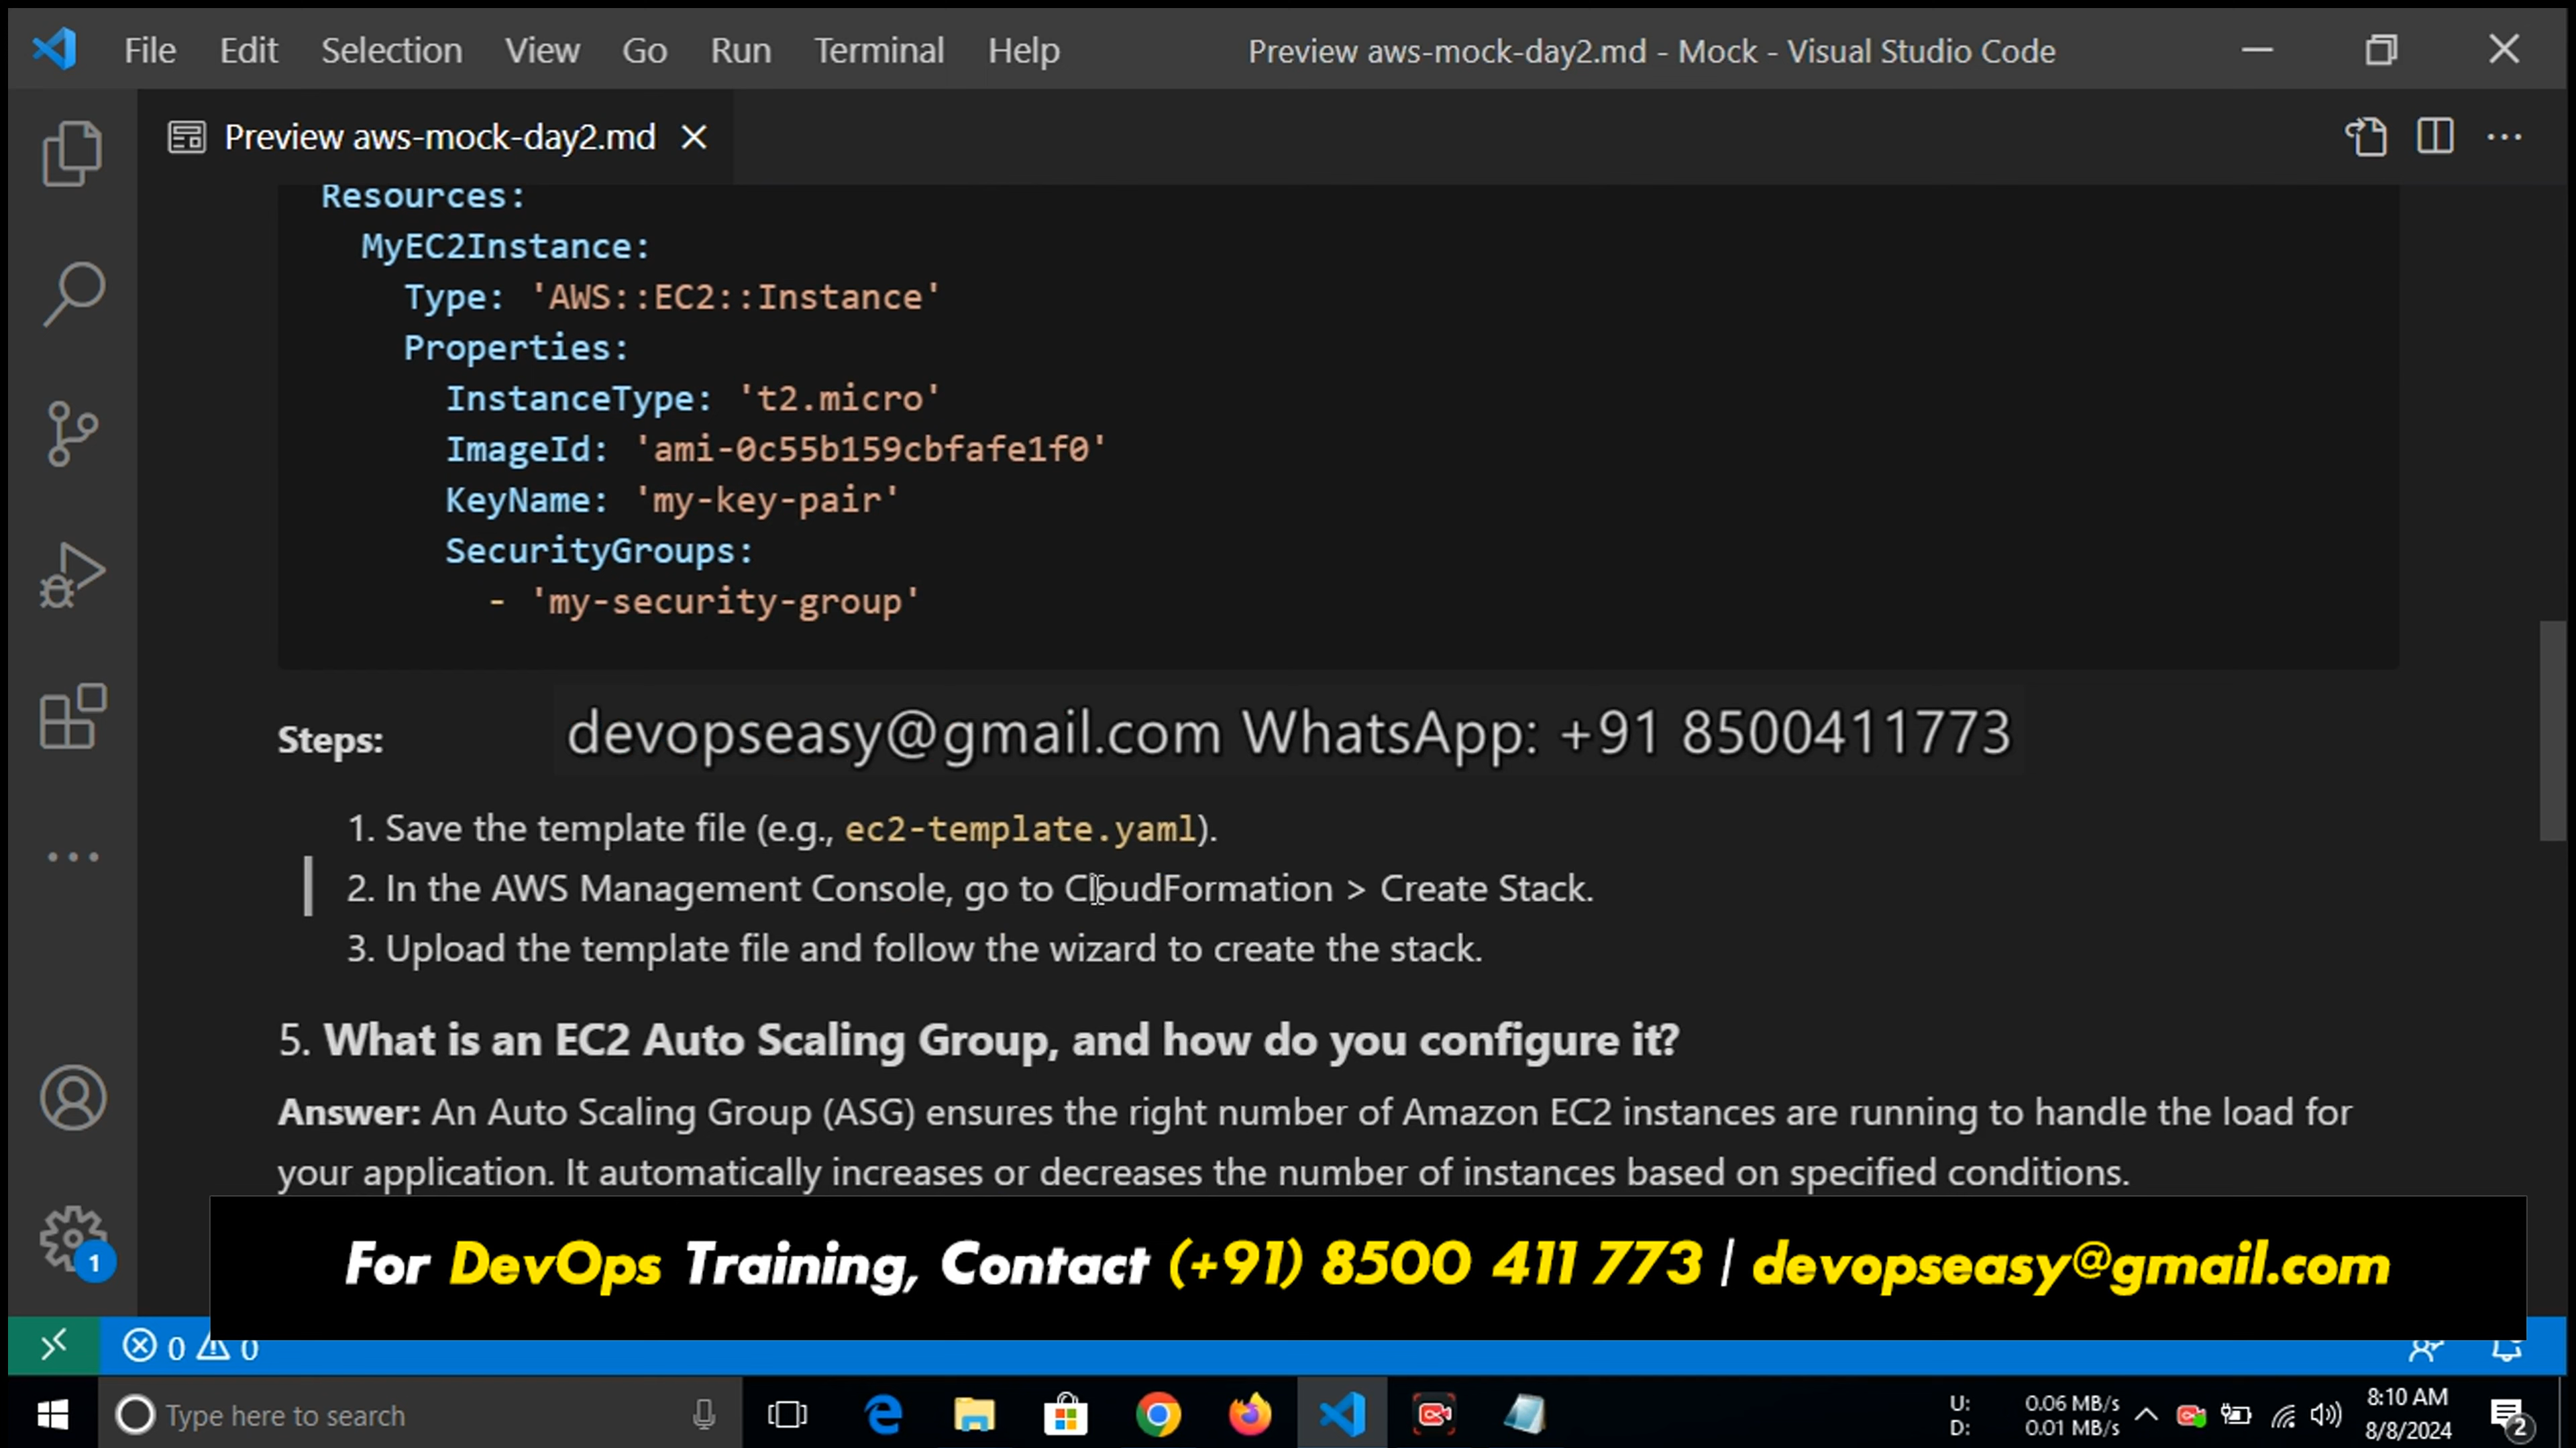 File Edit Selection View Go Run Terminal Help Preview aws-mock-day2.md - Mock - Visual Studio Code
Preview aws-mock-day2.md
Resources:
MyEC2Instance:
Type: 'AWS::EC2::Instance'
Properties:
InstanceType: 't2.micro'
ImageId: 'ami-0c55b159cbfafe1f0'
KeyName: 'my-key-pair'
SecurityGroups:
- 'my-security-group'
Steps:
devopseasy@gmail.com WhatsApp: +91 8500411773
1. Save the template file (e.g., ec2-template.yaml).
2. In the AWS Management Console, go to CloudFormation > Create Stack.
3. Upload the template file and follow the wizard to create the stack.
5. What is an EC2 Auto Scaling Group, and how do you configure it?
Answer: An Auto Scaling Group (ASG) ensures the right number of Amazon EC2 instances are running to handle the load for
your application. It automatically increases or decreases the number of instances based on specified conditions.
For DevOps Training, Contact (+91) 8500 411 773 | devopseasy@gmail.com
1
0 0
Type here to search
U: 0.06 MB/s
D: 0.01 MB/s
8:10 AM
8/8/2024
2